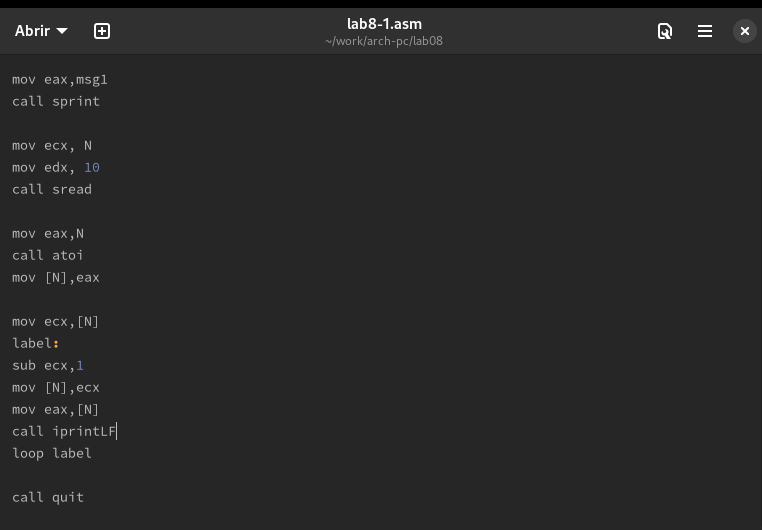 Abrir
lab8-1.asm
~/work/arch-pc/lab08
mov eax,msg1
call sprint
mov ecx, N
mov edx, 10
call sread
mov eax,N
call atoi
mov [N],eax
mov ecx,[N]
label:
sub ecx,1
mov [N],ecx
mov eax,[N]
call iprintLF
loop label
call quit